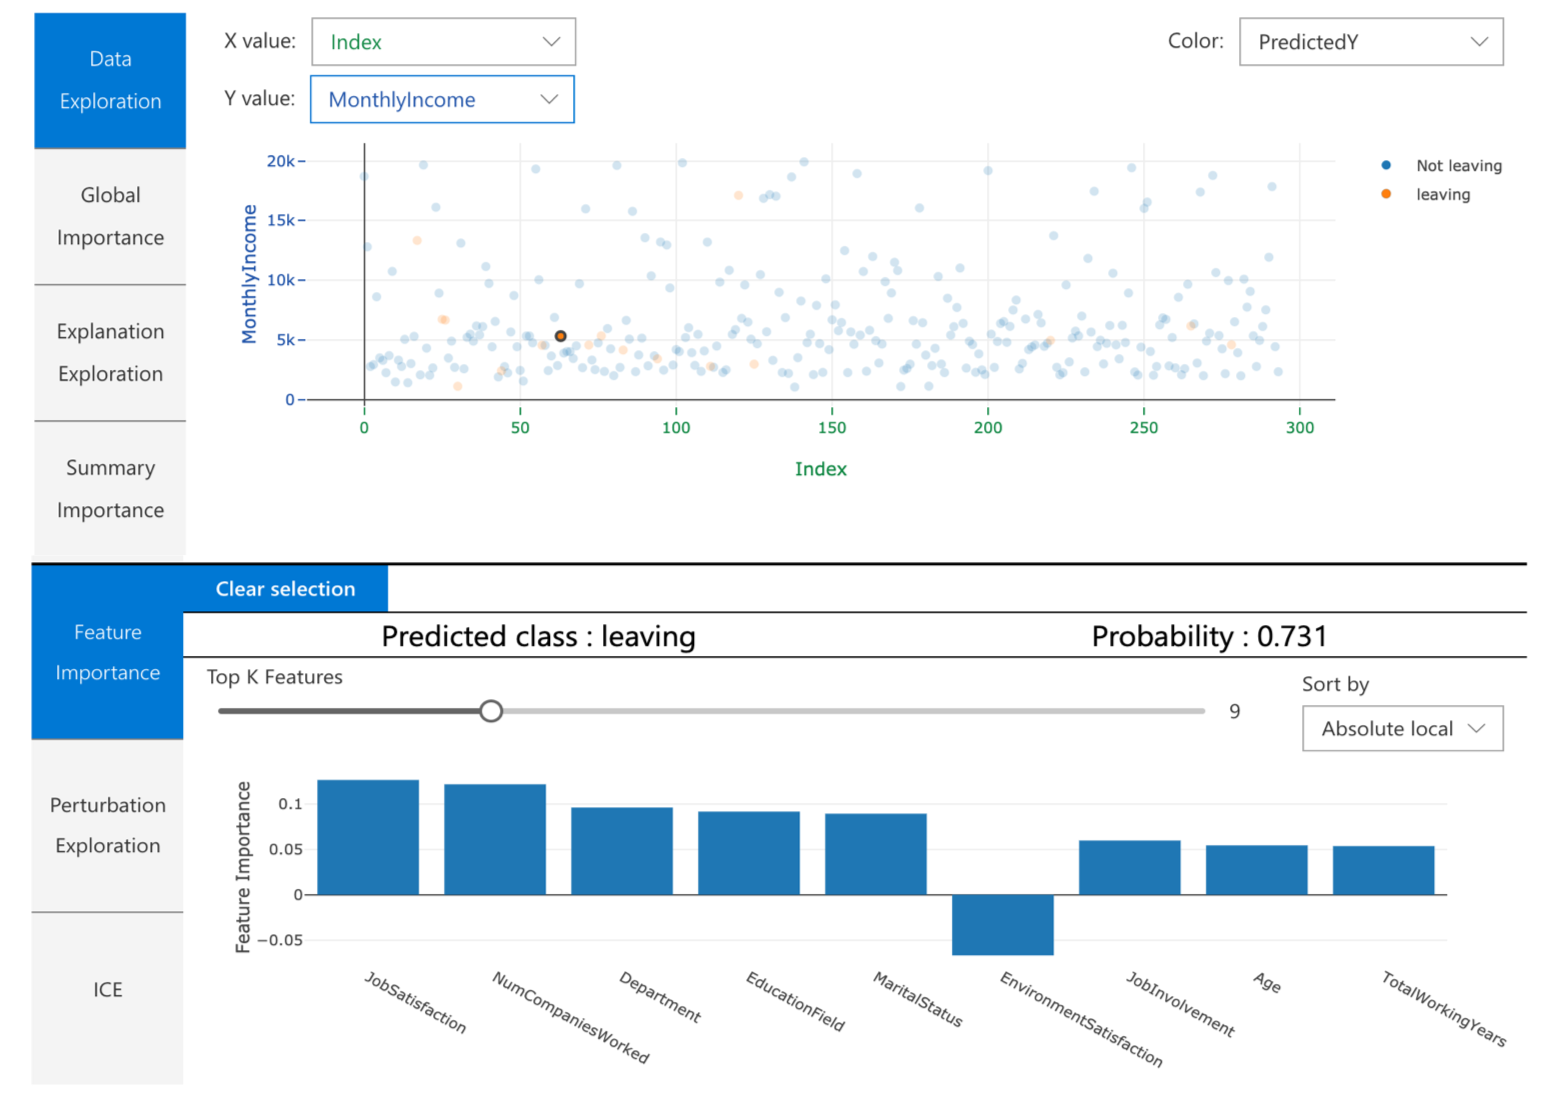 Data
Exploration
Global
Importance
Explanation
Exploration
Summary
Importance
X value:
Index
Y value:
MonthlyIncome
Color:
PredictedY
MonthlyIncome
20k
15k
10k
5k
0
0 50 100 150 200 250 300
Index
Not leaving
leaving
Feature
Importance
Perturbation
Exploration
ICE
Clear selection
Predicted class : leaving
Probability : 0.731
Top K Features
9
Sort by
Absolute local
Feature Importance
0.1
0.05
0
−0.05
JobSatisfaction
NumCompaniesWorked
Department
EducationField
MaritalStatus
EnvironmentSatisfaction
JobInvolvement
Age
TotalWorkingYears